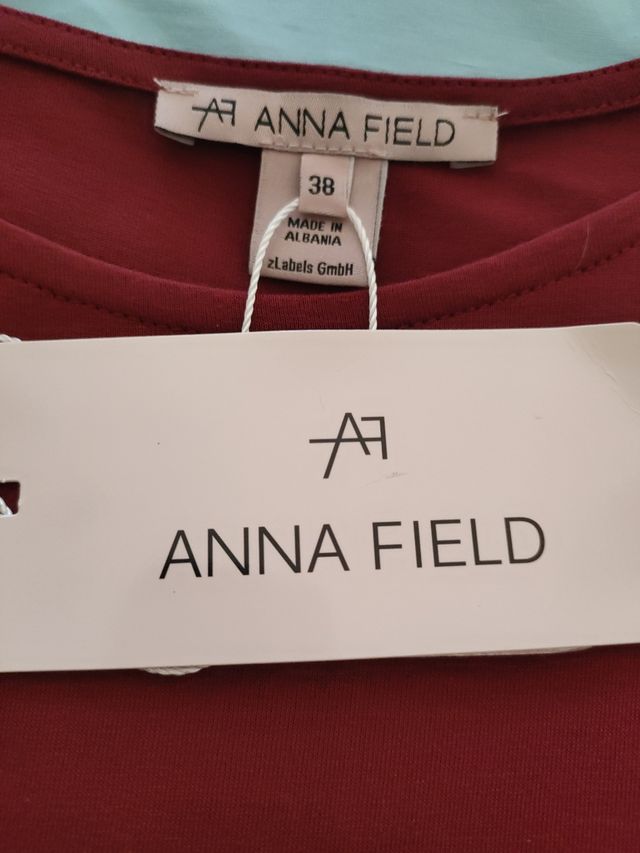 AF ANNA FIELD
38
MADE IN
ALBANIA
zLabels GmbH
AF
ANNA FIELD